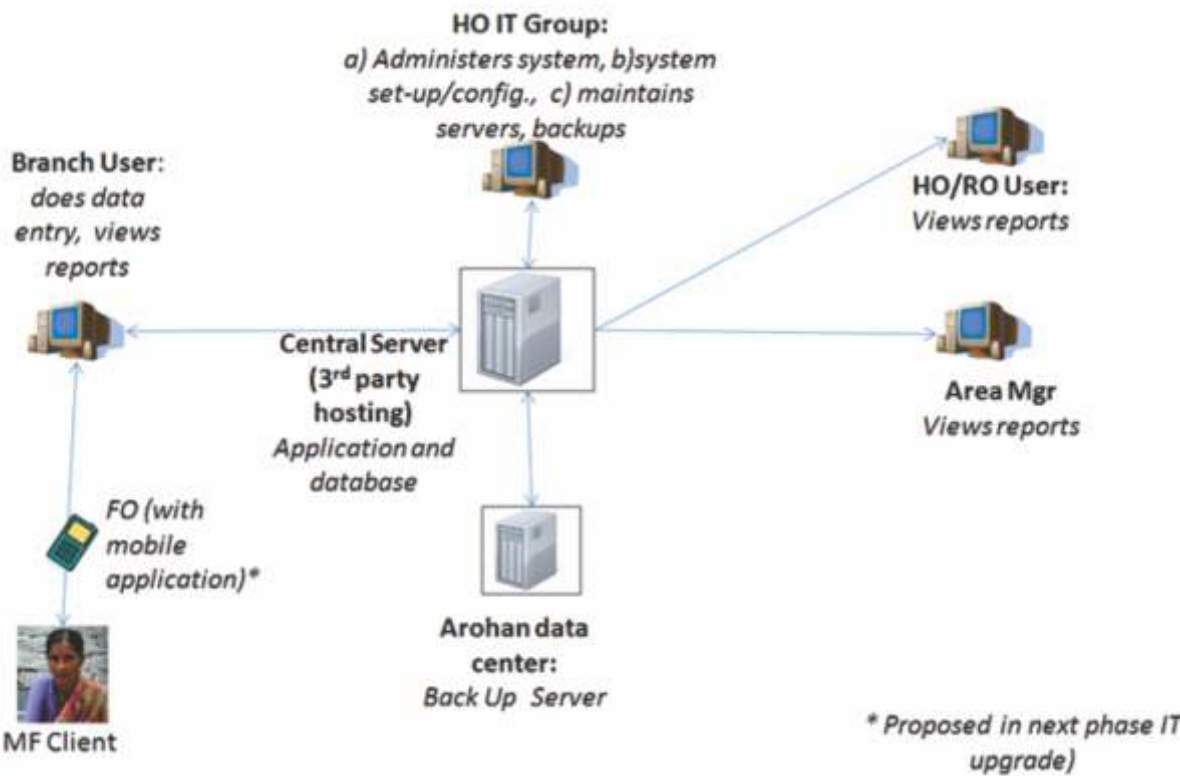 HO IT Group:
a) Administers system, b)system
set-up/config.,  c) maintains
servers, backups
Branch User:
does data
entry,  views
reports
HO/RO User:
Views reports
Central Server
(3rd party
hosting)
Application and
database
Area Mgr
Views reports
FO (with
mobile
application)*
Arohan data
center:
Back Up  Server
MF Client
* Proposed in next phase IT
upgrade)